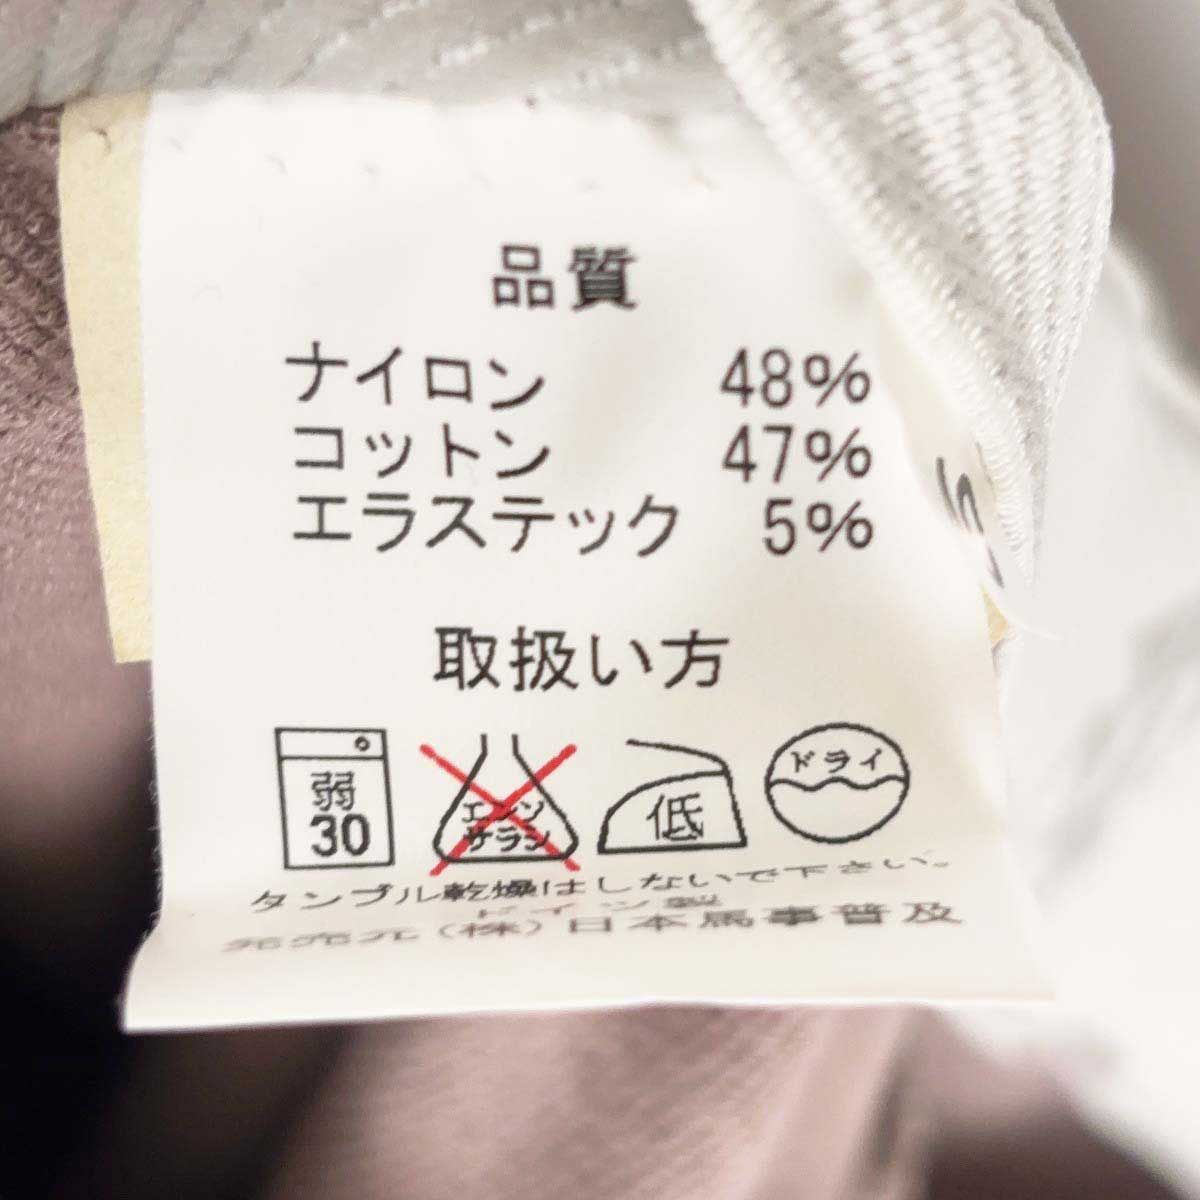 品質
ナイロン 48%
コットン 47%
エラステック 5%
取扱い方
弱
30
エンソ
サラシ
低
ドライ
タンブル乾燥はしないで下さい。
ドイツ製
発売元(株)日本馬事普及